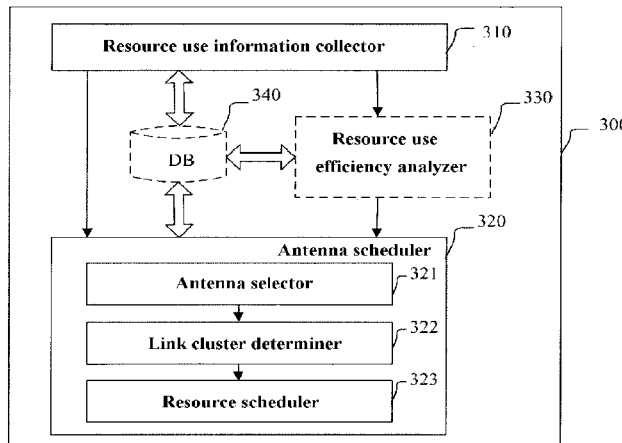 Resource use information collector
310
340
330
300
DB
Resource use
efficiency analyzer
320
Antenna scheduler
321
Antenna selector
322
Link cluster determiner
323
Resource scheduler